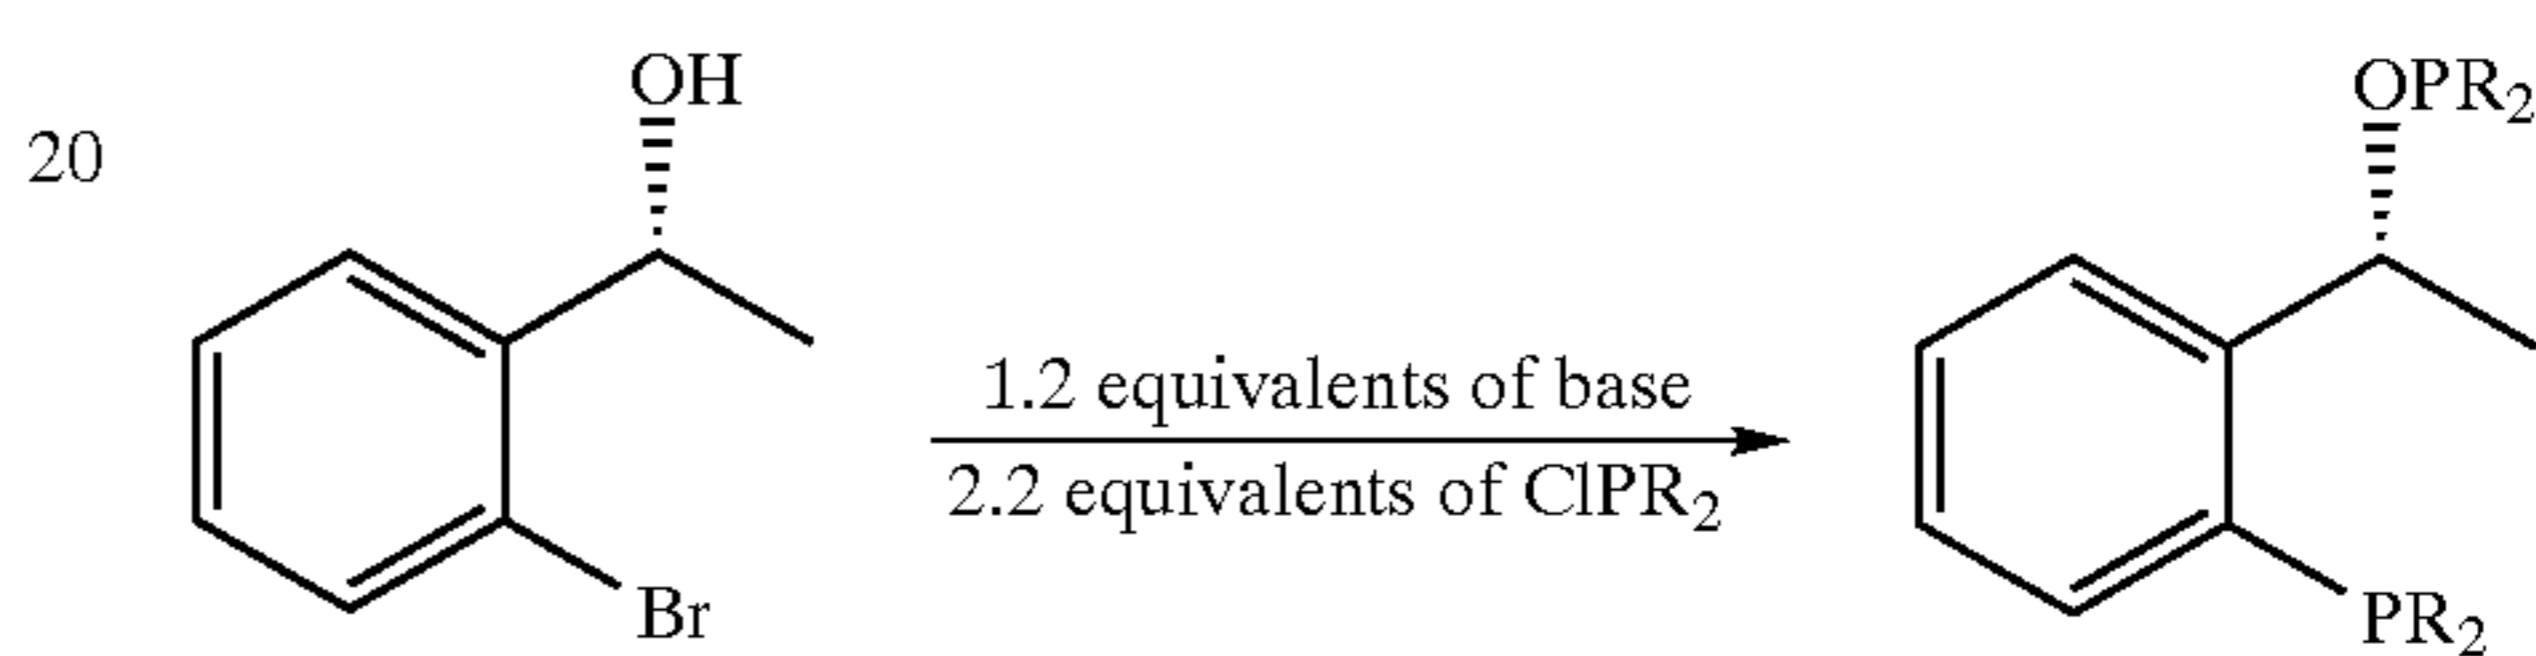 20
OH
OPR2
1.2 equivalents of base
2.2 equivalents of ClPR2
Br
PR2